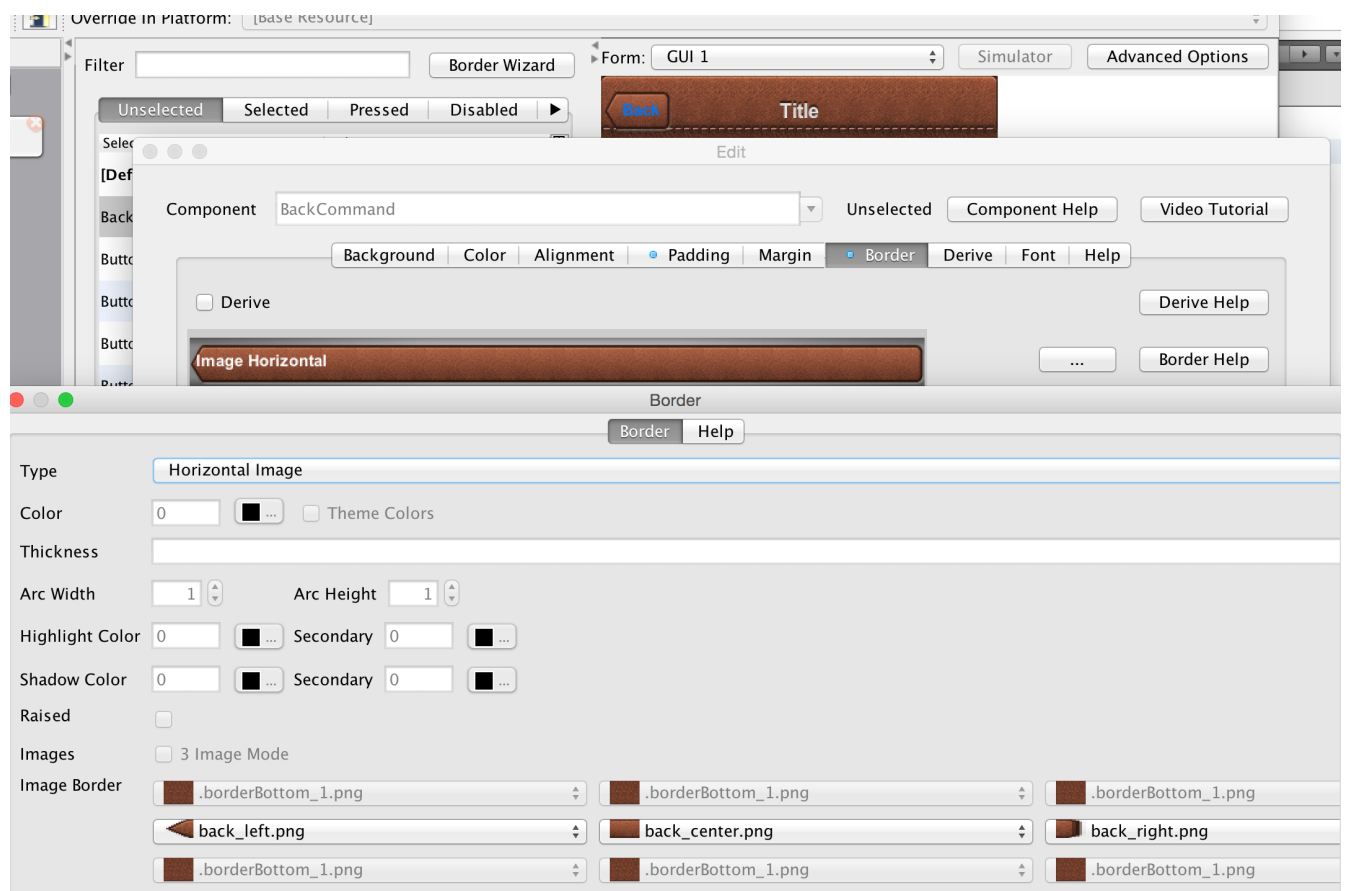 Override In Platform: [Base Resource]
Filter Border Wizard Form: GUI 1 Simulator Advanced Options
Unselected Selected Pressed Disabled Back Title
Selec
Edit
[Def
Back Component BackCommand Unselected Component Help Video Tutorial
Butto Background Color Alignment Padding Margin Border Derive Font Help
Butto Derive Derive Help
Butto Image Horizontal ... Border Help
Border
Border Help
Type Horizontal Image
Color 0 ... Theme Colors
Thickness
Arc Width 1 Arc Height 1
Highlight Color 0 ... Secondary 0 ...
Shadow Color 0 ... Secondary 0 ...
Raised
Images 3 Image Mode
Image Border .borderBottom_1.png .borderBottom_1.png .borderBottom_1.png
back_left.png back_center.png back_right.png
.borderBottom_1.png .borderBottom_1.png .borderBottom_1.png